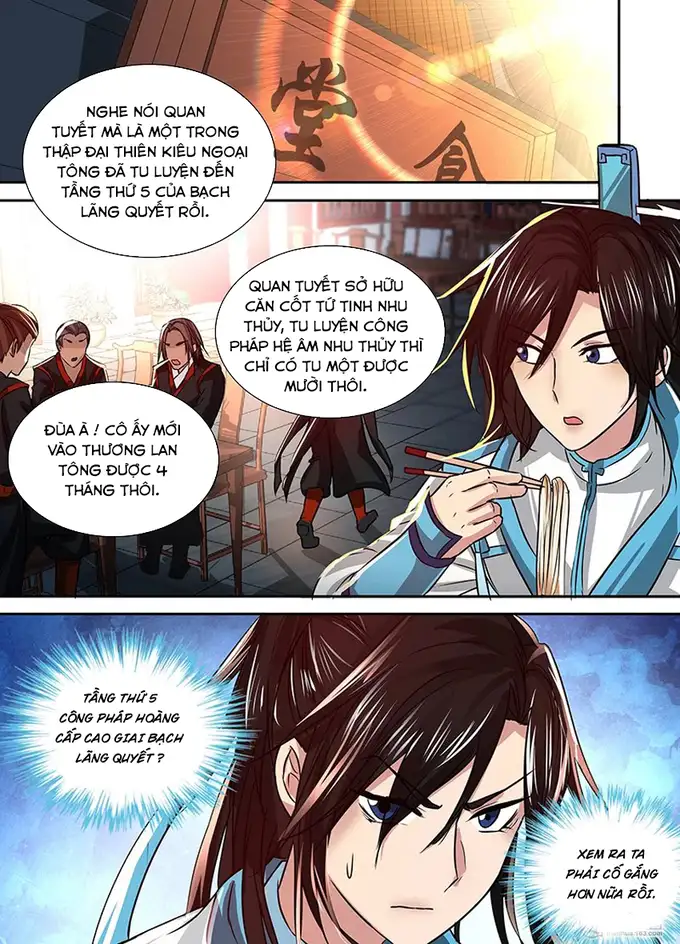 堂
食
NGHE NÓI QUAN
TUYẾT MÀ LÀ MỘT TRONG
THẬP ĐẠI THIÊN KIÊU NGOẠI
TÔNG ĐÃ TU LUYỆN ĐẾN
TẦNG THỨ 5 CỦA BẠCH
LÃNG QUYẾT RỒI.
QUAN TUYẾT SỞ HỮU
CĂN CỐT TỨ TINH NHU
THỦY, TU LUYỆN CÔNG
PHÁP HỆ ÂM NHU THỦY THÌ
CHỈ CÓ TU MỘT ĐƯỢC
MƯỜI THÔI.
ĐÙA À ! CÔ ẤY MỚI
VÀO THƯƠNG LAN
TÔNG ĐƯỢC 4
THÁNG THÔI.
TẦNG THỨ 5
CÔNG PHÁP HOÀNG
CẤP CAO GIAI BẠCH
LÃNG QUYẾT ?
XEM RA TA
PHẢI CỐ GẮNG
HƠN NỮA RỒI.